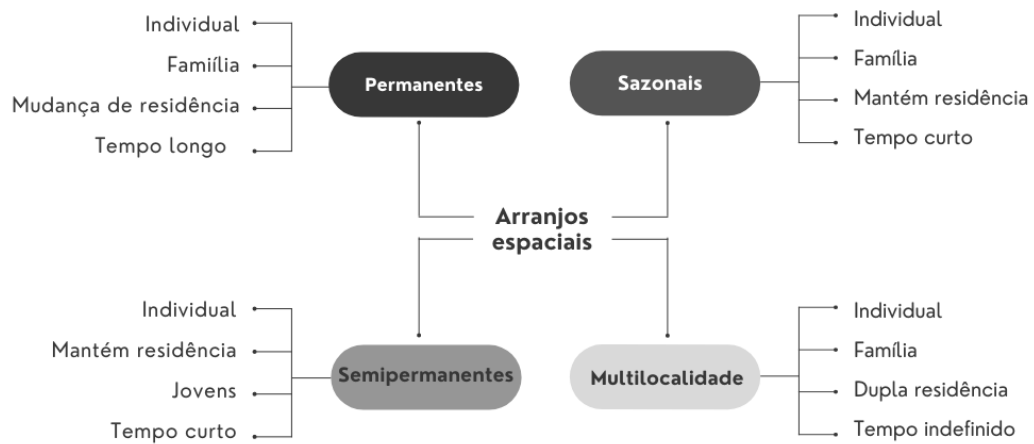 Individual
Famiília
Mudança de residência
Tempo longo
Permanentes
Sazonais
Individual
Família
Mantém residência
Tempo curto
Arranjos
espaciais
Individual
Mantém residência
Jovens
Tempo curto
Semipermanentes
Multilocalidade
Individual
Família
Dupla residência
Tempo indefinido